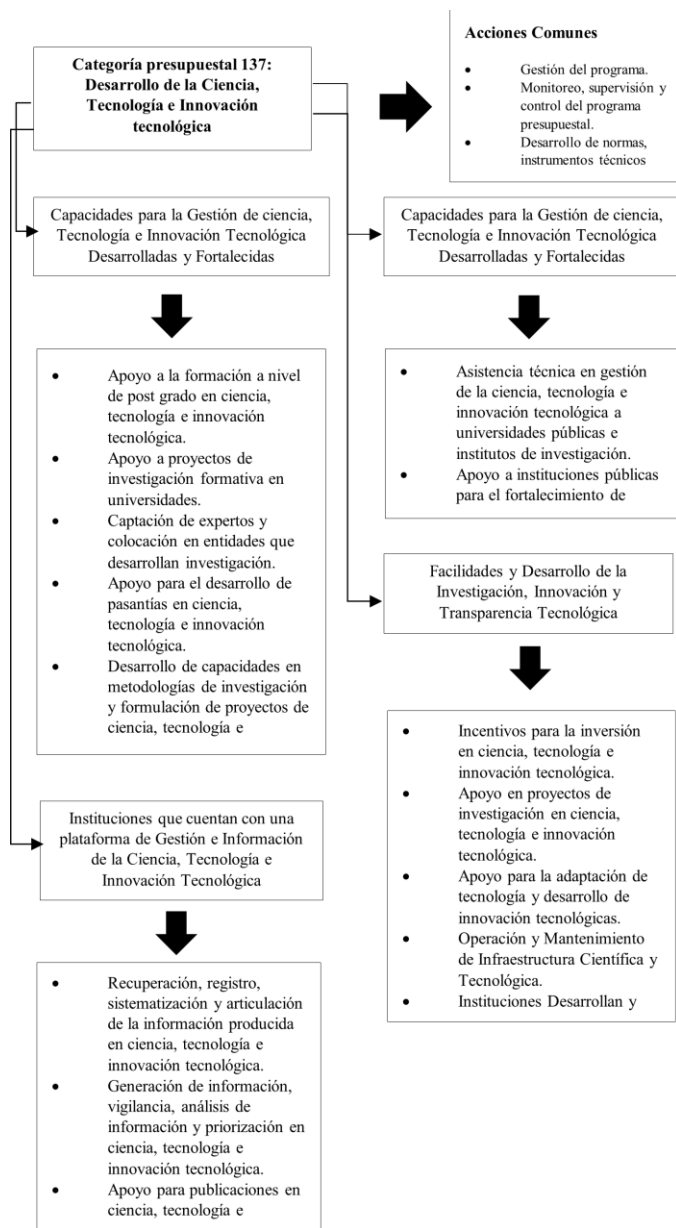 Categoría presupuestal 137:
Desarrollo de la Ciencia,
Tecnología e Innovación
tecnológica
Acciones Comunes
• Gestión del programa.
• Monitoreo, supervisión y
control del programa
presupuestal.
• Desarrollo de normas,
instrumentos técnicos
Capacidades para la Gestión de ciencia,
Tecnología e Innovación Tecnológica
Desarrolladas y Fortalecidas
Capacidades para la Gestión de ciencia,
Tecnología e Innovación Tecnológica
Desarrolladas y Fortalecidas
• Apoyo a la formación a nivel
de post grado en ciencia,
tecnología e innovación
tecnológica.
• Apoyo a proyectos de
investigación formativa en
universidades.
• Captación de expertos y
colocación en entidades que
desarrollan investigación.
• Apoyo para el desarrollo de
pasantías en ciencia,
tecnología e innovación
tecnológica.
• Desarrollo de capacidades en
metodologías de investigación
y formulación de proyectos de
ciencia, tecnología e
• Asistencia técnica en gestión
de la ciencia, tecnología e
innovación tecnológica a
universidades públicas e
institutos de investigación.
• Apoyo a instituciones públicas
para el fortalecimiento de
Facilidades y Desarrollo de la
Investigación, Innovación y
Transparencia Tecnológica
• Incentivos para la inversión
en ciencia, tecnología e
innovación tecnológica.
• Apoyo en proyectos de
investigación en ciencia,
tecnología e innovación
tecnológica.
• Apoyo para la adaptación de
tecnología y desarrollo de
innovación tecnológicas.
• Operación y Mantenimiento
de Infraestructura Científica y
Tecnológica.
• Instituciones Desarrollan y
Instituciones que cuentan con una
plataforma de Gestión e Información
de la Ciencia, Tecnología e
Innovación Tecnológica
• Recuperación, registro,
sistematización y articulación
de la información producida
en ciencia, tecnología e
innovación tecnológica.
• Generación de información,
vigilancia, análisis de
información y priorización en
ciencia, tecnología e
innovación tecnológica.
• Apoyo para publicaciones en
ciencia, tecnología e